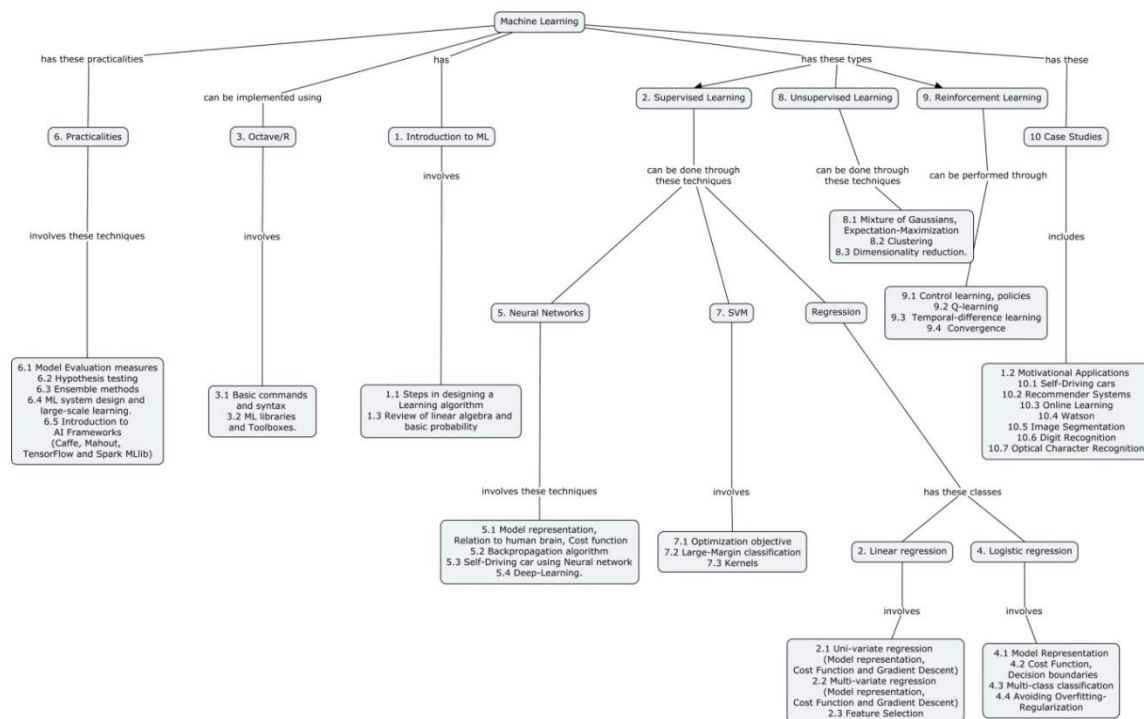 Machine Learning
has these practicalities
has
has these types
has these
can be implemented using
2. Supervised Learning
8. Unsupervised Learning
9. Reinforcement Learning
6. Practicalities
3. Octave/R
1. Introduction to ML
10 Case Studies
can be done through
these techniques
can be done through
these techniques
can be performed through
involves
involves these techniques
involves
8.1 Mixture of Gaussians,
Expectation-Maximization
8.2 Clustering
8.3 Dimensionality reduction.
includes
9.1 Control learning, policies
9.2 Q-learning
9.3 Temporal-difference learning
9.4 Convergence
5. Neural Networks
7. SVM
Regression
6.1 Model Evaluation measures
6.2 Hypothesis testing
6.3 Ensemble methods
6.4 ML system design and
large-scale learning.
6.5 Introduction to
AI Frameworks
(Caffe, Mahout,
TensorFlow and Spark MLlib)
3.1 Basic commands
and syntax
3.2 ML libraries
and Toolboxes.
1.1 Steps in designing a
Learning algorithm
1.3 Review of linear algebra and
basic probability
1.2 Motivational Applications
10.1 Self-Driving cars
10.2 Recommender Systems
10.3 Online Learning
10.4 Watson
10.5 Image Segmentation
10.6 Digit Recognition
10.7 Optical Character Recognition
involves these techniques
involves
has these classes
5.1 Model representation,
Relation to human brain, Cost function
5.2 Backpropagation algorithm
5.3 Self-Driving car using Neural network
5.4 Deep-Learning.
7.1 Optimization objective
7.2 Large-Margin classification
7.3 Kernels
2. Linear regression
4. Logistic regression
involves
involves
2.1 Uni-variate regression
(Model representation,
Cost Function and Gradient Descent)
2.2 Multi-variate regression
(Model representation,
Cost Function and Gradient Descent)
2.3 Feature Selection
4.1 Model Representation
4.2 Cost Function,
Decision boundaries
4.3 Multi-class classification
4.4 Avoiding Overfitting-
Regularization